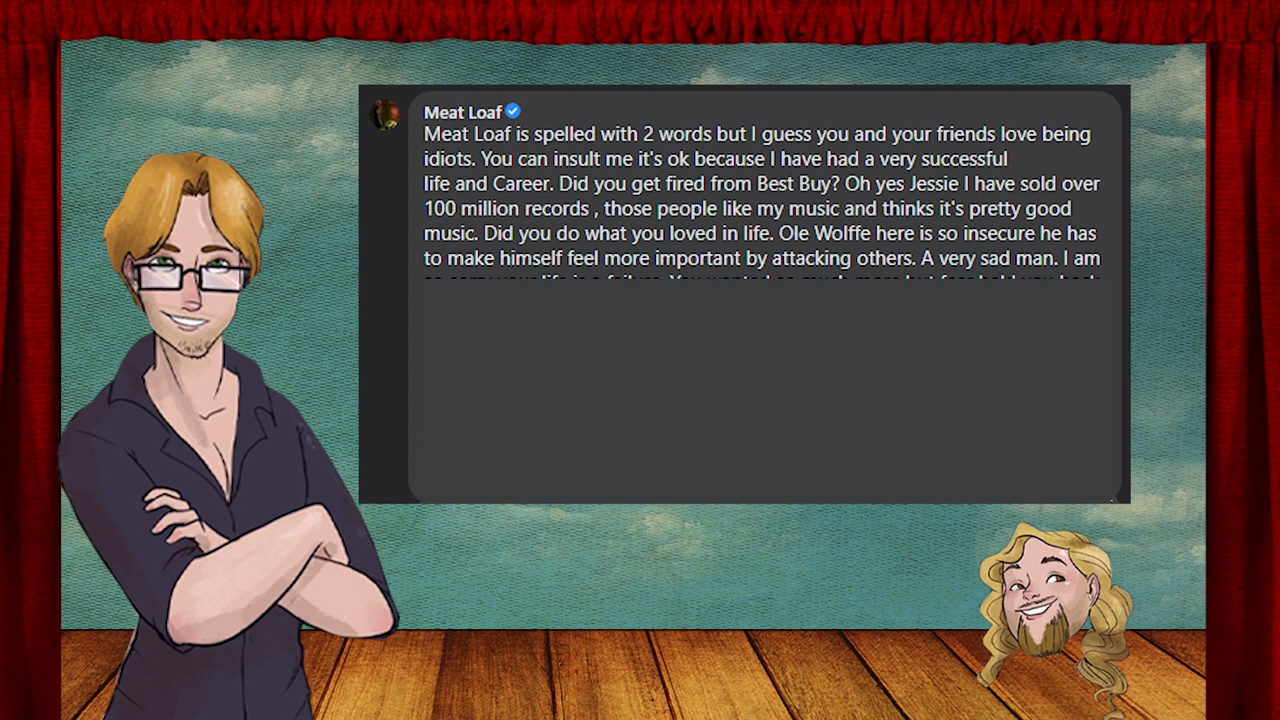 Meat Loaf
Meat Loaf is spelled with 2 words but I guess you and your friends love being
idiots. You can insult me it's ok because I have had a very successful
life and Career. Did you get fired from Best Buy? Oh yes Jessie I have sold over
100 million records , those people like my music and thinks it's pretty good
music. Did you do what you loved in life. Ole Wolffe here is so insecure he has
to make himself feel more important by attacking others. A very sad man. I am